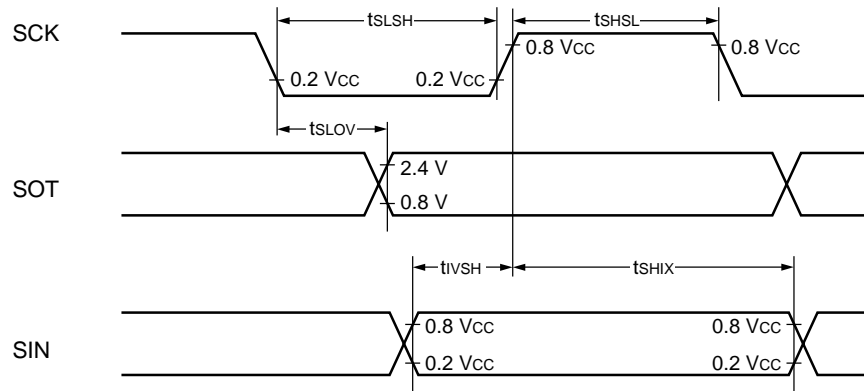 tSLSH tSHSL
SCK
0.8 VCC 0.8 VCC
0.2 VCC 0.2 VCC
tSLOV
2.4 V
SOT
0.8 V
tIVSH tSHIX
0.8 VCC 0.8 VCC
SIN
0.2 VCC 0.2 VCC